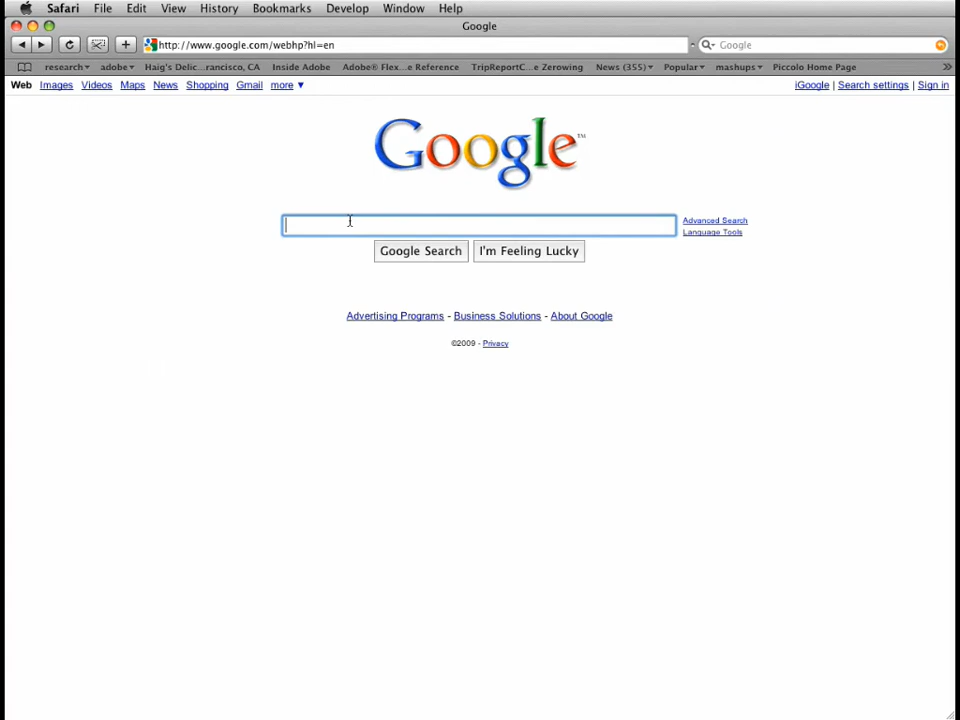 Safari File Edit View History Bookmarks Develop Window Help
Google
http://www.google.com/webhp?hl=en Google
research adobe Haig's Delic...rancisco, CA Inside Adobe Adobe® Flex...e Reference TripReportC...e Zerowing News (355) Popular mashups Piccolo Home Page
Web Images Videos Maps News Shopping Gmail more ▼ iGoogle | Search settings | Sign in
Google™
Advanced Search
Language Tools
Google Search I'm Feeling Lucky
Advertising Programs - Business Solutions - About Google
©2009 - Privacy